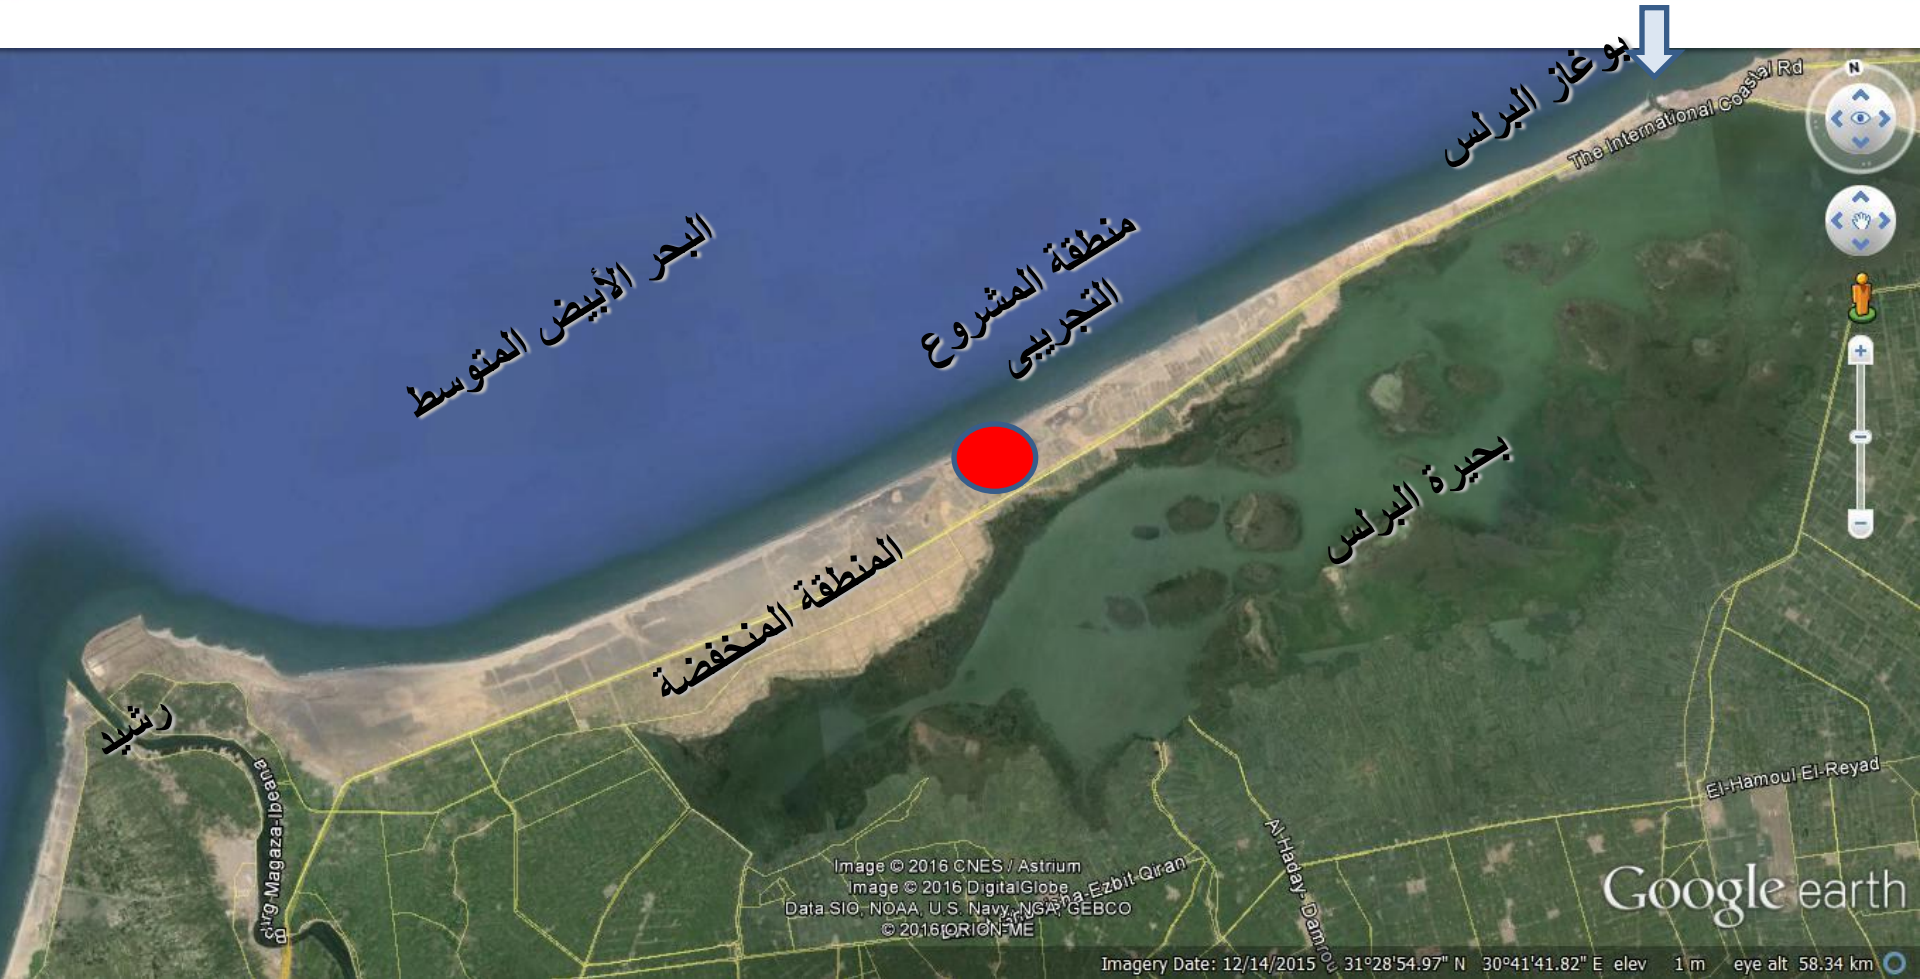 بوغاز البرلس
The International Coastal Rd
N
البحر الأبيض المتوسط
منطقة المشروع
التجريبى
بحيرة البرلس
المنطقة المنخفضة
رشيد
El-Hamoul El-Reyad
Al-Haday- Damrou
Image © 2016 CNES / Astrium
Image © 2016 DigitalGlobe
Data SIO, NOAA, U.S. Navy, NGA, GEBCO
© 2016 ORION-ME
Google earth
Imagery Date: 12/14/2015 31°28'54.97" N 30°41'41.82" E elev 1 m eye alt 58.34 km